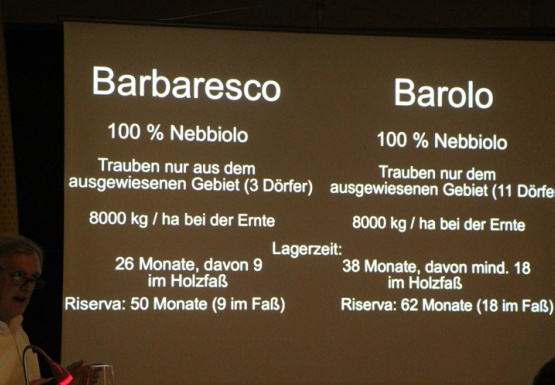 Barbaresco
100 % Nebbiolo
Trauben nur aus dem
ausgewiesenen Gebiet (3 Dörfer)
8000 kg / ha bei der Ernte
Barolo
100 % Nebbiolo
Trauben nur dem
ausgewiesenen Gebiet (11 Dörfe
8000 kg / ha bei der Ernte
Lagerzeit:
26 Monate, davon 9
im Holzfaß
Riserva: 50 Monate (9 im Faß)
38 Monate, davon mind. 18
im Holzfaß
Riserva: 62 Monate (18 im Faß)